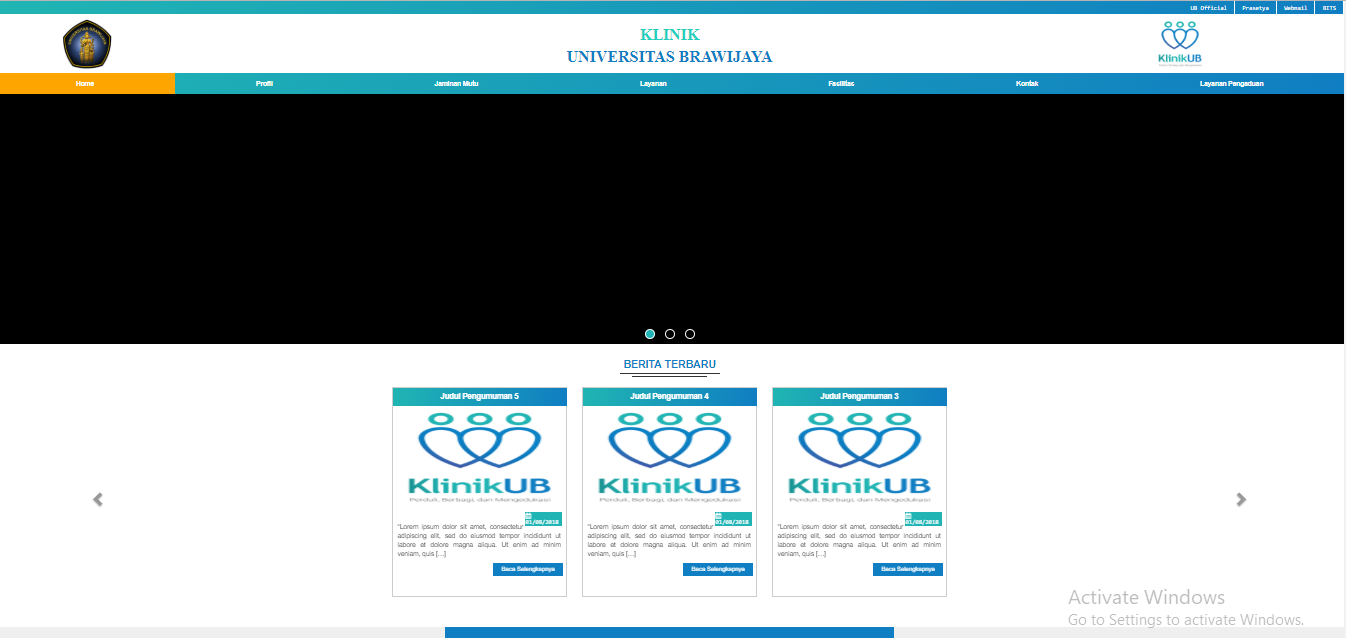 UB Official Prasetya Webmail BITS
KLINIK
UNIVERSITAS BRAWIJAYA
KlinikUB
Home Profil Jaminan Mutu Layanan Fasilitas Kontak Layanan Pengaduan
BERITA TERBARU
Judul Pengumuman 5
KlinikUB
Perduli, Berbagi, dan Mengedukasi
01/08/2018
"Lorem ipsum dolor sit amet, consectetur
adipiscing elit, sed do eiusmod tempor incididunt ut
labore et dolore magna aliqua. Ut enim ad minim
veniam, quis [...]
Baca Selengkapnya
Judul Pengumuman 4
KlinikUB
Perduli, Berbagi, dan Mengedukasi
01/08/2018
"Lorem ipsum dolor sit amet, consectetur
adipiscing elit, sed do eiusmod tempor incididunt ut
labore et dolore magna aliqua. Ut enim ad minim
veniam, quis [...]
Baca Selengkapnya
Judul Pengumuman 3
KlinikUB
Perduli, Berbagi, dan Mengedukasi
01/08/2018
"Lorem ipsum dolor sit amet, consectetur
adipiscing elit, sed do eiusmod tempor incididunt ut
labore et dolore magna aliqua. Ut enim ad minim
veniam, quis [...]
Baca Selengkapnya
Activate Windows
Go to Settings to activate Windows.